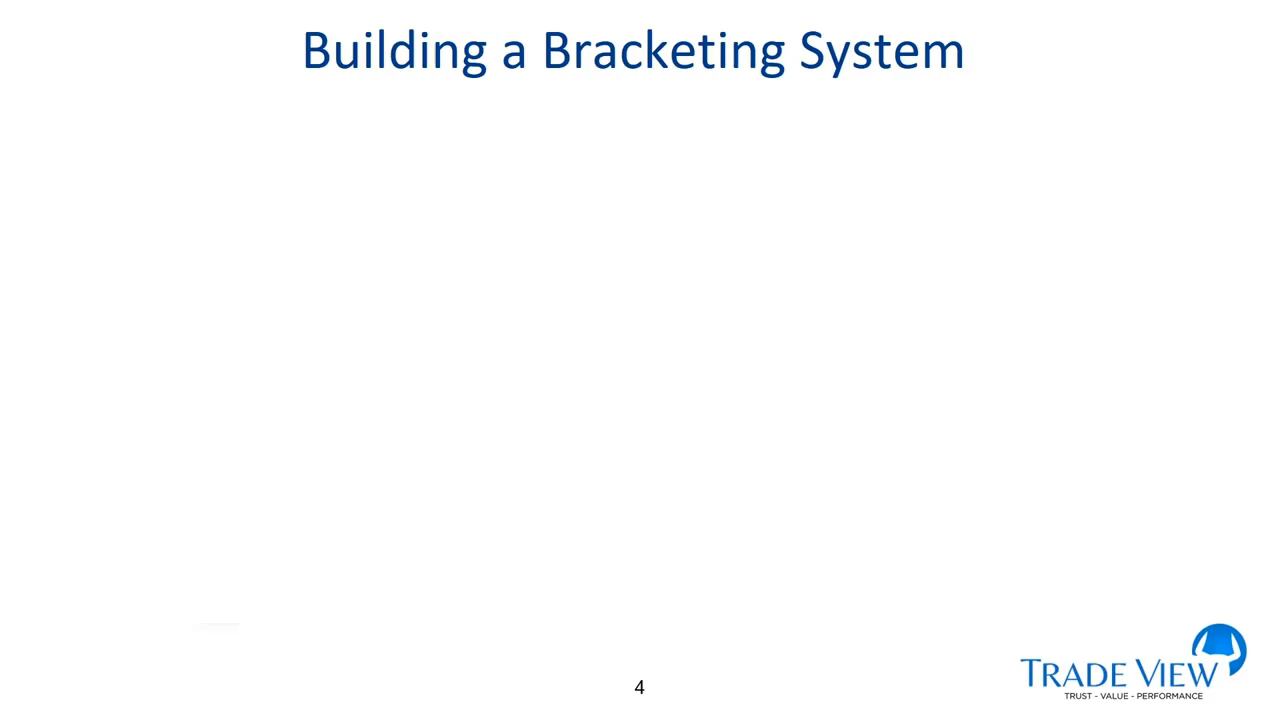 Building a Bracketing System
4
TRADE VIEW
TRUST - VALUE - PERFORMANCE